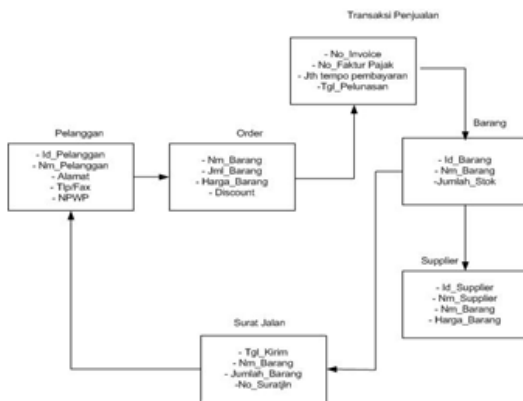 Transaksi Penjualan
- No_Invoice
- No_Faktur Pajak
- Jth tempo pembayaran
-Tgl_Pelunasan
Pelanggan
- Id_Pelanggan
- Nm_Pelanggan
- Alamat
- Tlp/Fax
- NPWP
Order
- Nm_Barang
- Jml_Barang
- Harga_Barang
- Discount
Barang
- Id_Barang
- Nm_Barang
-Jumlah_Stok
Supplier
- Id_Supplier
- Nm_Supplier
- Nm_Barang
- Harga_Barang
Surat Jalan
- Tgl_Kirim
- Nm_Barang
- Jumlah_Barang
-No_Suratjln